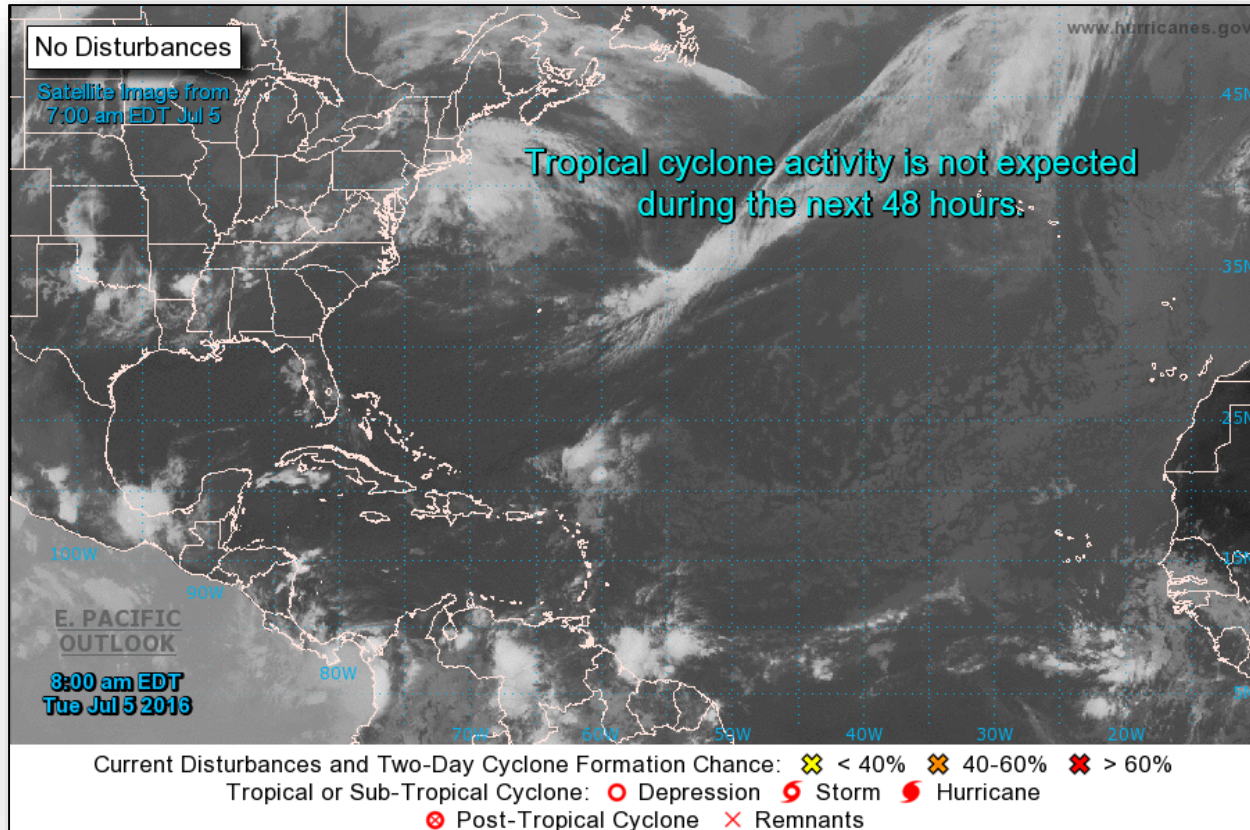 www.hurricanes.gov
No Disturbances
Satellite Image from
7:00 am EDT Jul 5
45N
Tropical cyclone activity is not expected
during the next 48 hours.
35N
25N
100W
15N
90W
E. PACIFIC
OUTLOOK
80W
8:00 am EDT
Tue Jul 5 2016
70W 60W 50W 40W 30W 20W
Current Disturbances and Two-Day Cyclone Formation Chance: < 40% 40-60% > 60%
Tropical or Sub-Tropical Cyclone: Depression Storm Hurricane
Post-Tropical Cyclone Remnants